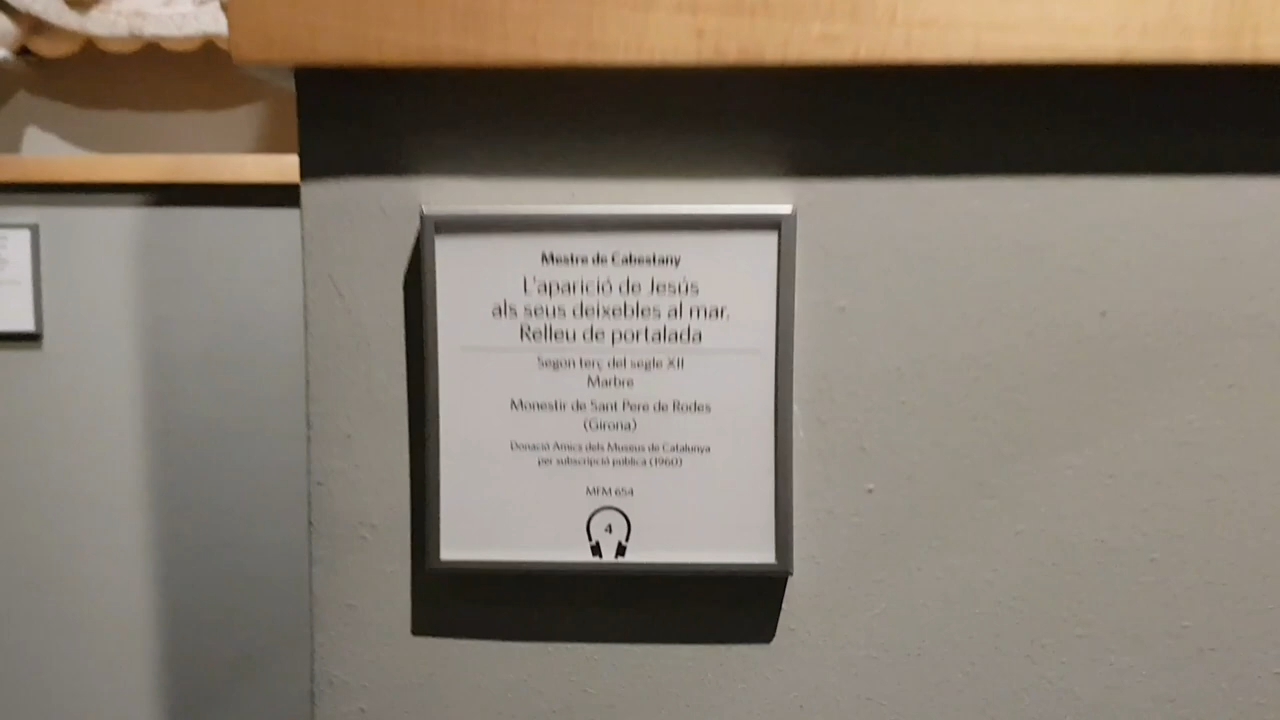 Mestre de Cabestany
L'aparició de Jesús
als seus deixebles al mar.
Relleu de portalada
Segon terç del segle XII
Marbre
Monestir de Sant Pere de Rodes
(Girona)
Donació Amics dels Museus de Catalunya
per subscripció pública (1960)
MFM 654
4